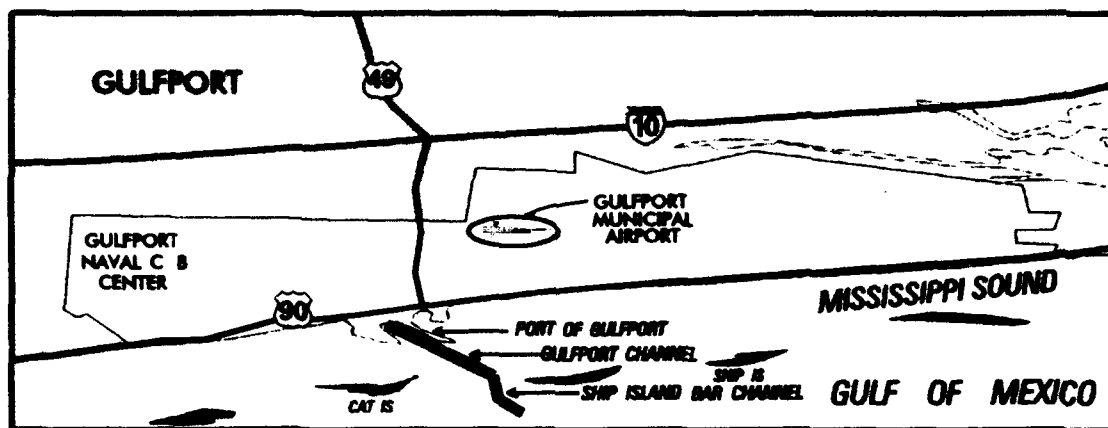 GULFPORT
49
10
GULFPORT
MUNICIPAL
AIRPORT
GULFPORT
NAVAL C B
CENTER
90
MISSISSIPPI SOUND
PORT OF GULFPORT
GULFPORT CHANNEL
SHIP IS
SHIP ISLAND BAR CHANNEL
CAT IS
GULF OF MEXICO